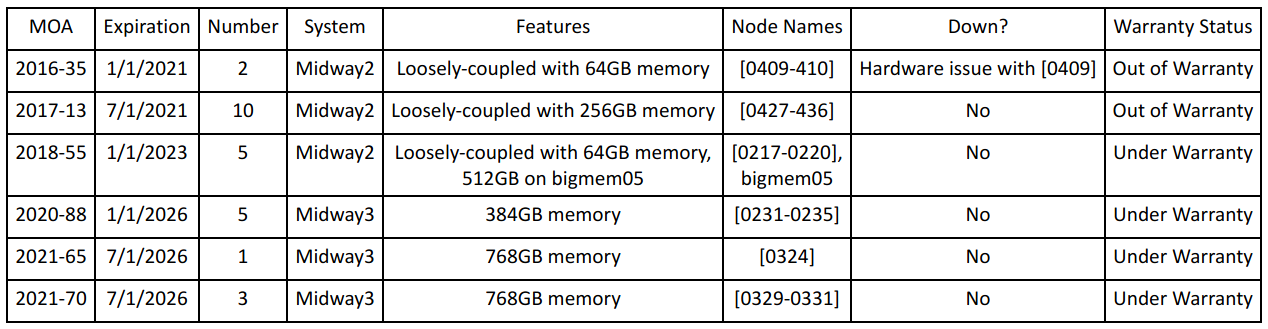 MOA Expiration Number System Features Node Names Down? Warranty Status
2016-35 1/1/2021 2 Midway2 Loosely-coupled with 64GB memory [0409-410] Hardware issue with [0409] Out of Warranty
2017-13 7/1/2021 10 Midway2 Loosely-coupled with 256GB memory [0427-436] No Out of Warranty
2018-55 1/1/2023 5 Midway2 Loosely-coupled with 64GB memory, [0217-0220], No Under Warranty
512GB on bigmem05 bigmem05
2020-88 1/1/2026 5 Midway3 384GB memory [0231-0235] No Under Warranty
2021-65 7/1/2026 1 Midway3 768GB memory [0324] No Under Warranty
2021-70 7/1/2026 3 Midway3 768GB memory [0329-0331] No Under Warranty